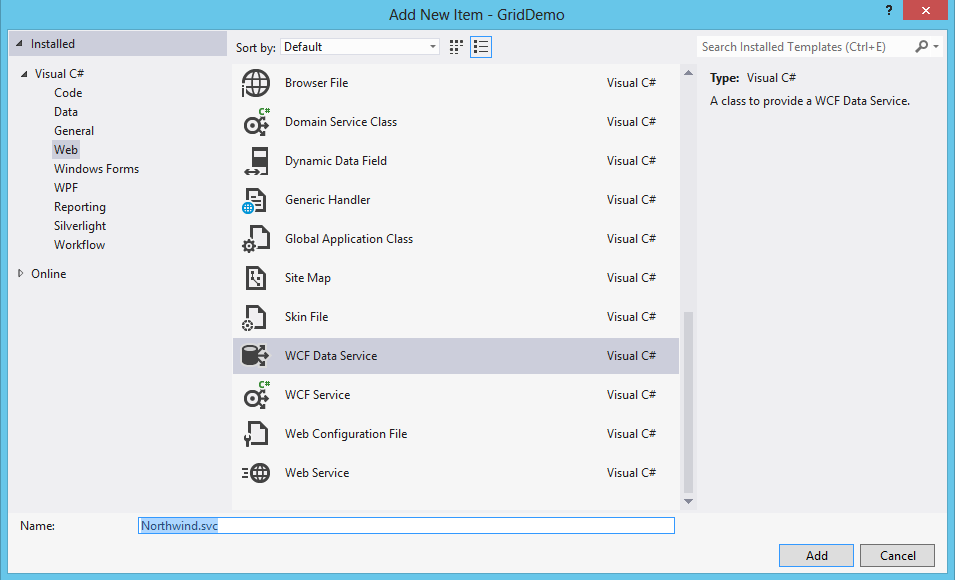 Add New Item - GridDemo
?
Installed
Visual C#
Code
Data
General
Web
Windows Forms
WPF
Reporting
Silverlight
Workflow
Online
Sort by: Default
Browser File Visual C#
C#
Domain Service Class Visual C#
Dynamic Data Field Visual C#
Generic Handler Visual C#
Global Application Class Visual C#
Site Map Visual C#
Skin File Visual C#
WCF Data Service Visual C#
C#
WCF Service Visual C#
Web Configuration File Visual C#
Web Service Visual C#
Search Installed Templates (Ctrl+E)
Type: Visual C#
A class to provide a WCF Data Service.
Name: Northwind.svc
Add Cancel